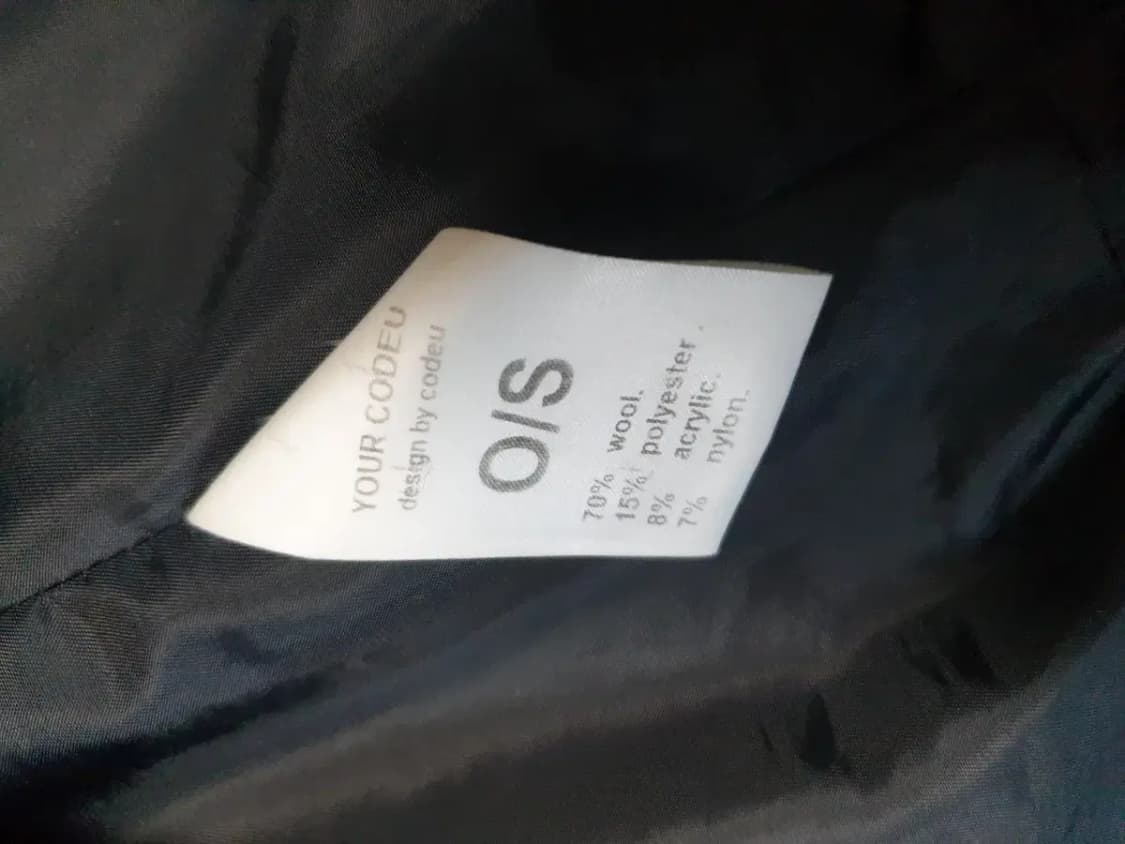 YOUR CODEU
design by codeu
O/S
70% wool.
15% polyester.
8% acrylic.
7% nylon.